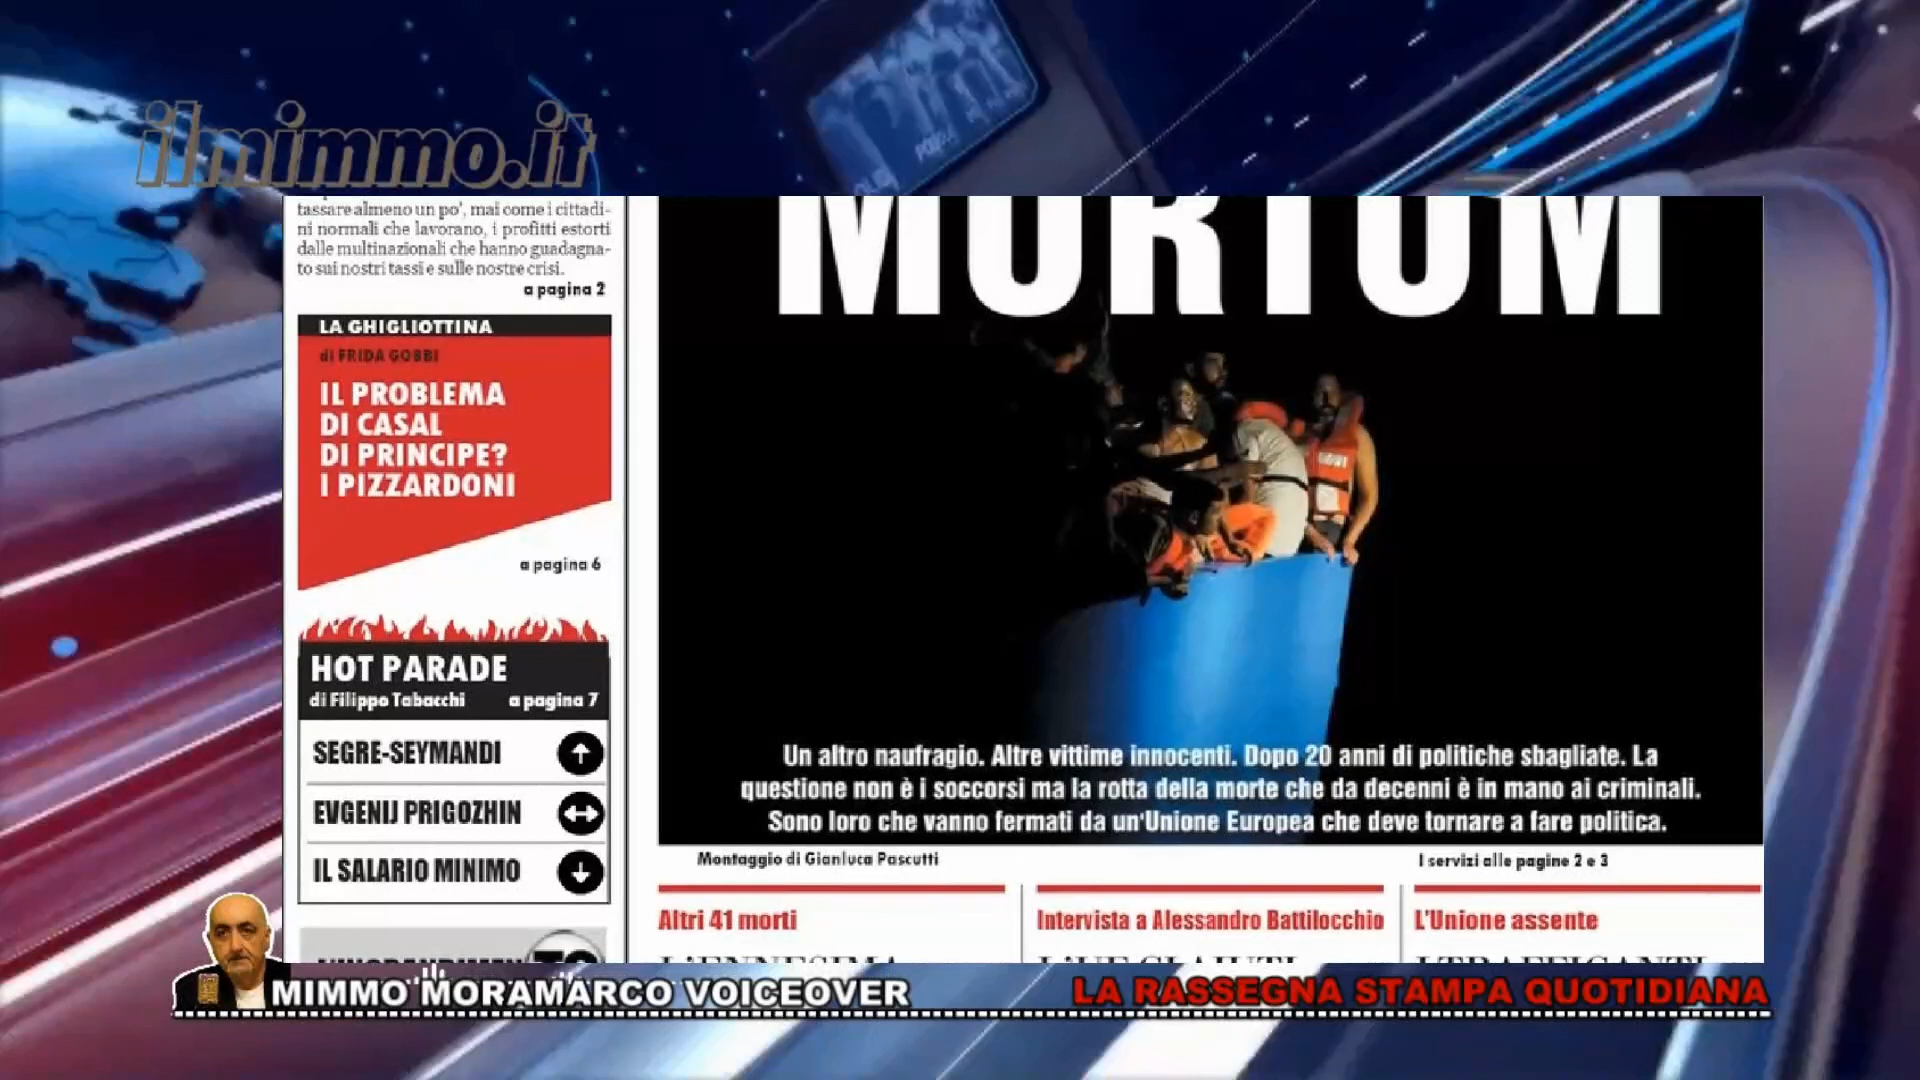 ilmimmo.it
tassare almeno un po', mai come i cittadi-
ni normali che lavorano, i profitti estorti
dalle multinazionali che hanno guadagna-
to sui nostri tassi e sulle nostre crisi.
a pagina 2
LA GHIGLIOTTINA
di FRIDA GOBBI
IL PROBLEMA
DI CASAL
DI PRINCIPE?
I PIZZARDONI
a pagina 6
HOT PARADE
di Filippo Tabacchi a pagina 7
SEGRE-SEYMANDI
EVGENIJ PRIGOZHIN
IL SALARIO MINIMO
MORTUM
Un altro naufragio. Altre vittime innocenti. Dopo 20 anni di politiche sbagliate. La
questione non è i soccorsi ma la rotta della morte che da decenni è in mano ai criminali.
Sono loro che vanno fermati da un'Unione Europea che deve tornare a fare politica.
Montaggio di Gianluca Pascutti
I servizi alle pagine 2 e 3
Altri 41 morti
Intervista a Alessandro Battilocchio
L'Unione assente
MIMMO MORAMARCO VOICEOVER
LA RASSEGNA STAMPA QUOTIDIANA